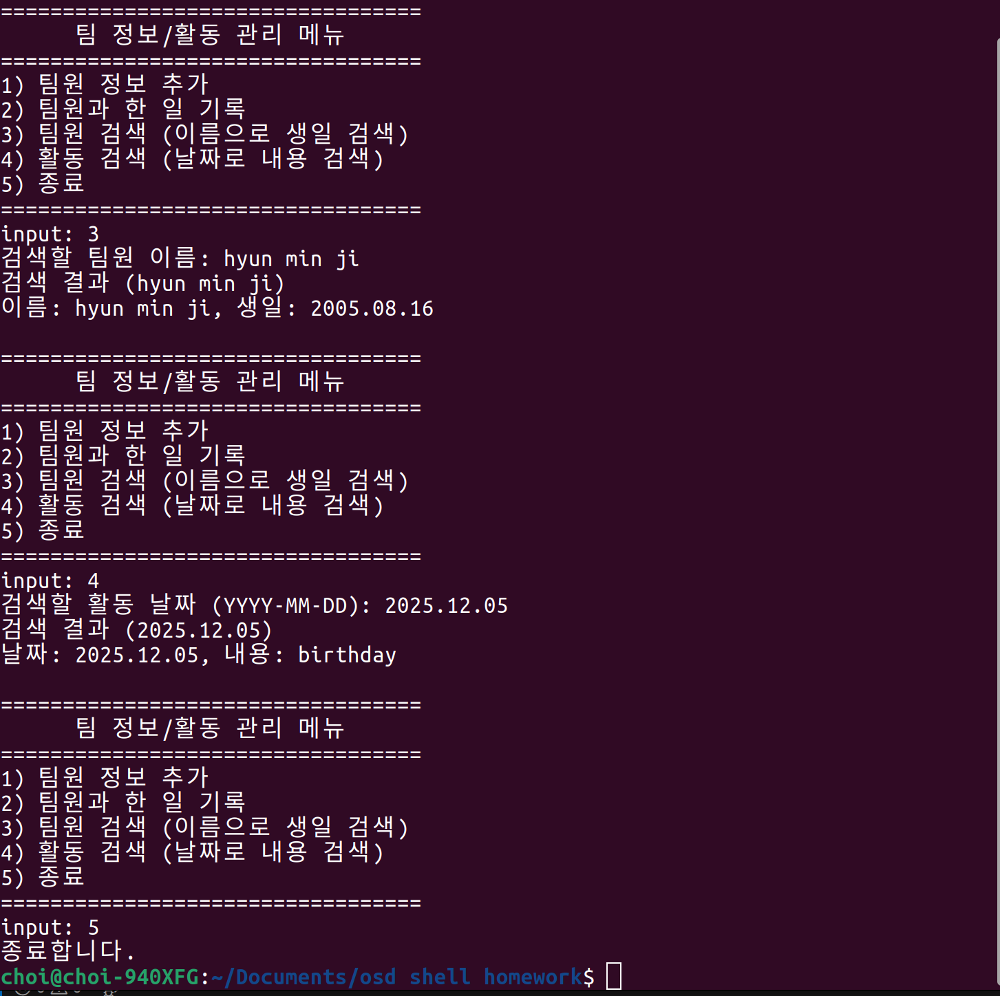 ==================================
      팀 정보/활동 관리 메뉴
==================================
1) 팀원 정보 추가
2) 팀원과 한 일 기록
3) 팀원 검색 (이름으로 생일 검색)
4) 활동 검색 (날짜로 내용 검색)
5) 종료
==================================
input: 3
검색할 팀원 이름: hyun min ji
검색 결과 (hyun min ji)
이름: hyun min ji, 생일: 2005.08.16

==================================
      팀 정보/활동 관리 메뉴
==================================
1) 팀원 정보 추가
2) 팀원과 한 일 기록
3) 팀원 검색 (이름으로 생일 검색)
4) 활동 검색 (날짜로 내용 검색)
5) 종료
==================================
input: 4
검색할 활동 날짜 (YYYY-MM-DD): 2025.12.05
검색 결과 (2025.12.05)
날짜: 2025.12.05, 내용: birthday

==================================
      팀 정보/활동 관리 메뉴
==================================
1) 팀원 정보 추가
2) 팀원과 한 일 기록
3) 팀원 검색 (이름으로 생일 검색)
4) 활동 검색 (날짜로 내용 검색)
5) 종료
==================================
input: 5
종료합니다.
choi@choi-940XFG:~/Documents/osd shell homework$